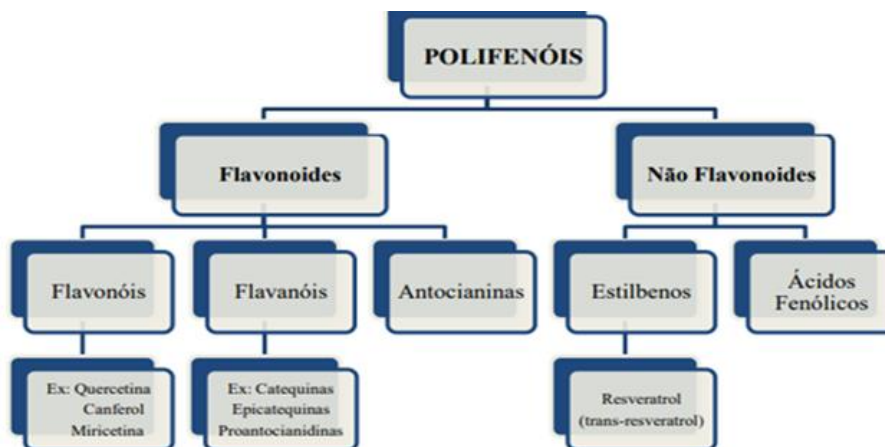 POLIFENÓIS
Flavonoides
Não Flavonoides
Flavonóis
Flavanóis
Antocianinas
Estilbenos
Ácidos
Fenólicos
Ex: Quercetina
Canferol
Miricetina
Ex: Catequinas
Epicatequinas
Proantocianidinas
Resveratrol
(trans-resveratrol)